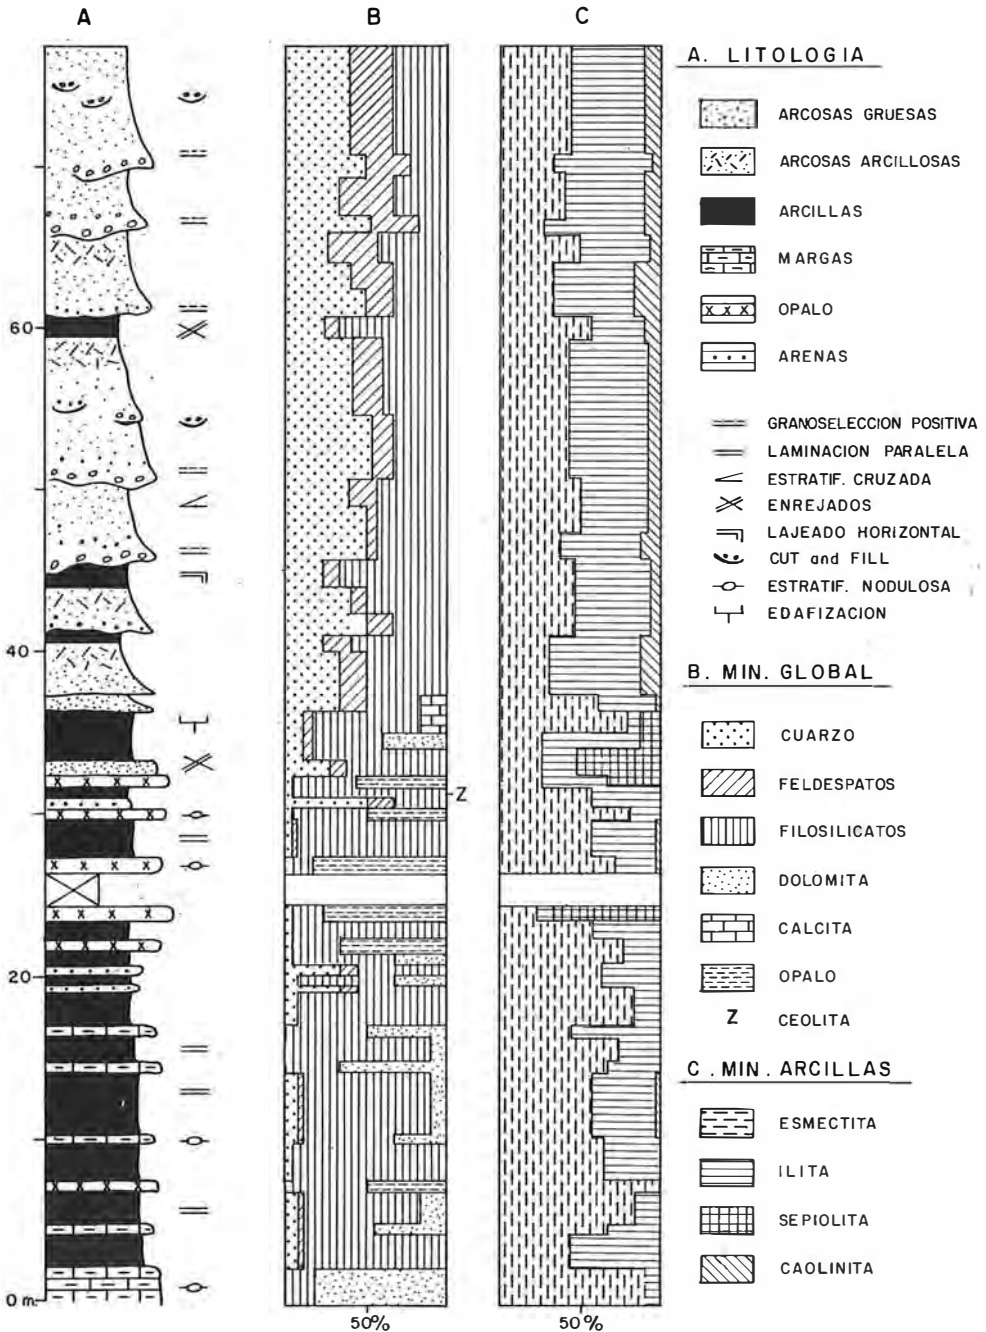 A
B
C
60
40
20
0 m.
Z
50%
50%
A. LITOLOGIA
ARCOSAS GRUESAS
ARCOSAS ARCILLOSAS
ARCILLAS
MARGAS
OPALO
ARENAS
GRANOSELECCION POSITIVA
LAMINACION PARALELA
ESTRATIF. CRUZADA
ENREJADOS
LAJEADO HORIZONTAL
CUT and FILL
ESTRATIF. NODULOSA
EDAFIZACION
B. MIN. GLOBAL
CUARZO
FELDESPATOS
FILOSILICATOS
DOLOMITA
CALCITA
OPALO
Z CEOLITA
C. MIN. ARCILLAS
ESMECTITA
ILITA
SEPIOLITA
CAOLINITA